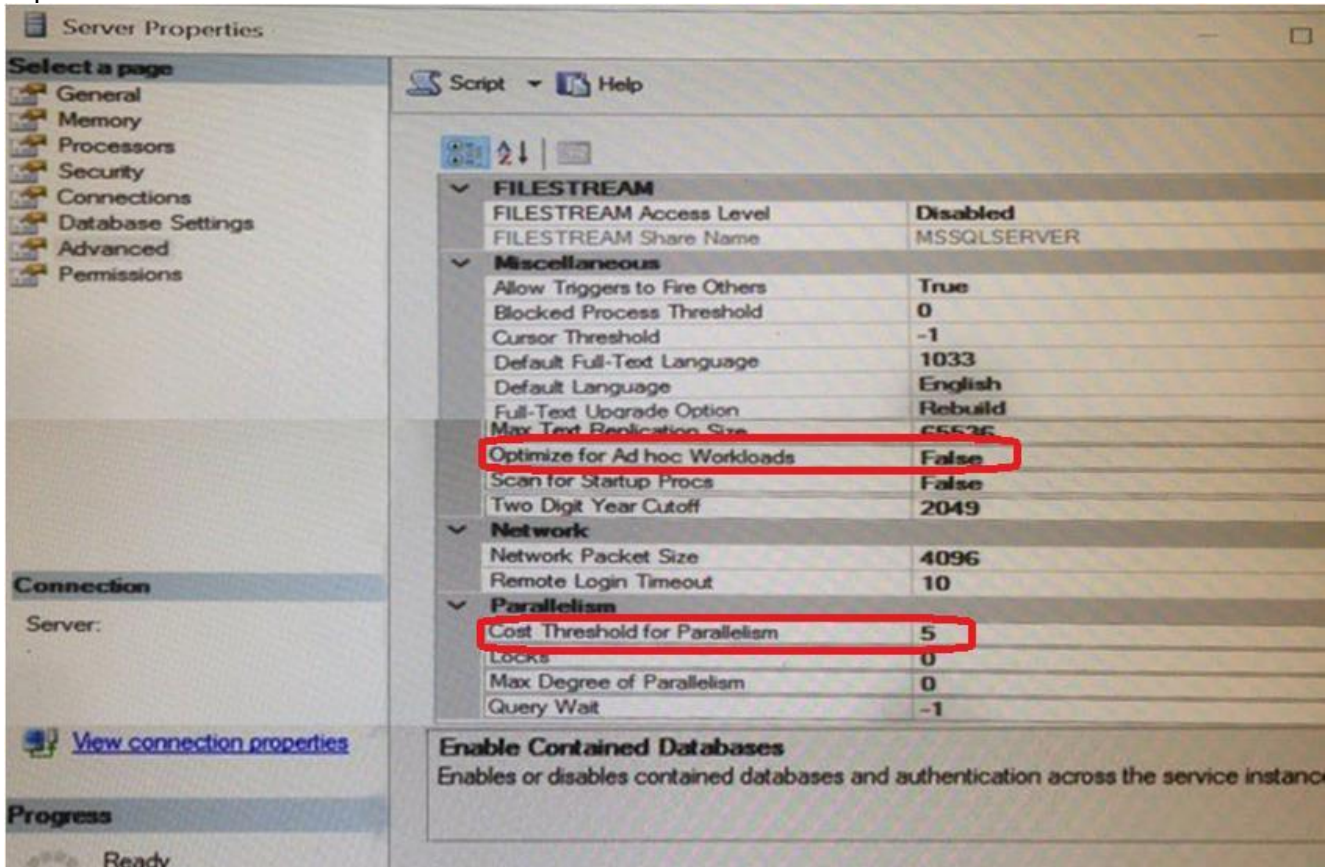 Server Properties
Select a page
General
Memory
Processors
Security
Connections
Database Settings
Advanced
Permissions
Script Help
FILESTREAM
FILESTREAM Access Level Disabled
FILESTREAM Share Name MSSQLSERVER
Miscellaneous
Allow Triggers to Fire Others True
Blocked Process Threshold 0
Cursor Threshold -1
Default Full-Text Language 1033
Default Language English
Full-Text Upgrade Option Rebuild
Max Text Replication Size 65536
Optimize for Ad hoc Workloads False
Scan for Startup Procs False
Two Digit Year Cutoff 2049
Network
Network Packet Size 4096
Remote Login Timeout 10
Parallelism
Cost Threshold for Parallelism 5
Locks 0
Max Degree of Parallelism 0
Query Wait -1
Connection
Server:
View connection properties
Enable Contained Databases
Enables or disables contained databases and authentication across the service instance
Progress
Ready